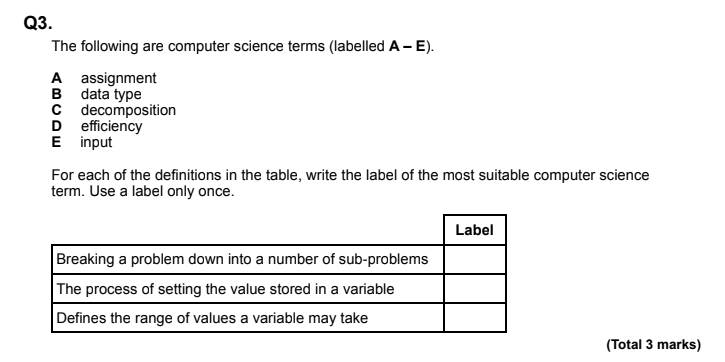 Q3.
The following are computer science terms (labelled A – E).
A assignment
B data type
C decomposition
D efficiency
E input
For each of the definitions in the table, write the label of the most suitable computer science
term. Use a label only once.
Label
Breaking a problem down into a number of sub-problems
The process of setting the value stored in a variable
Defines the range of values a variable may take
(Total 3 marks)